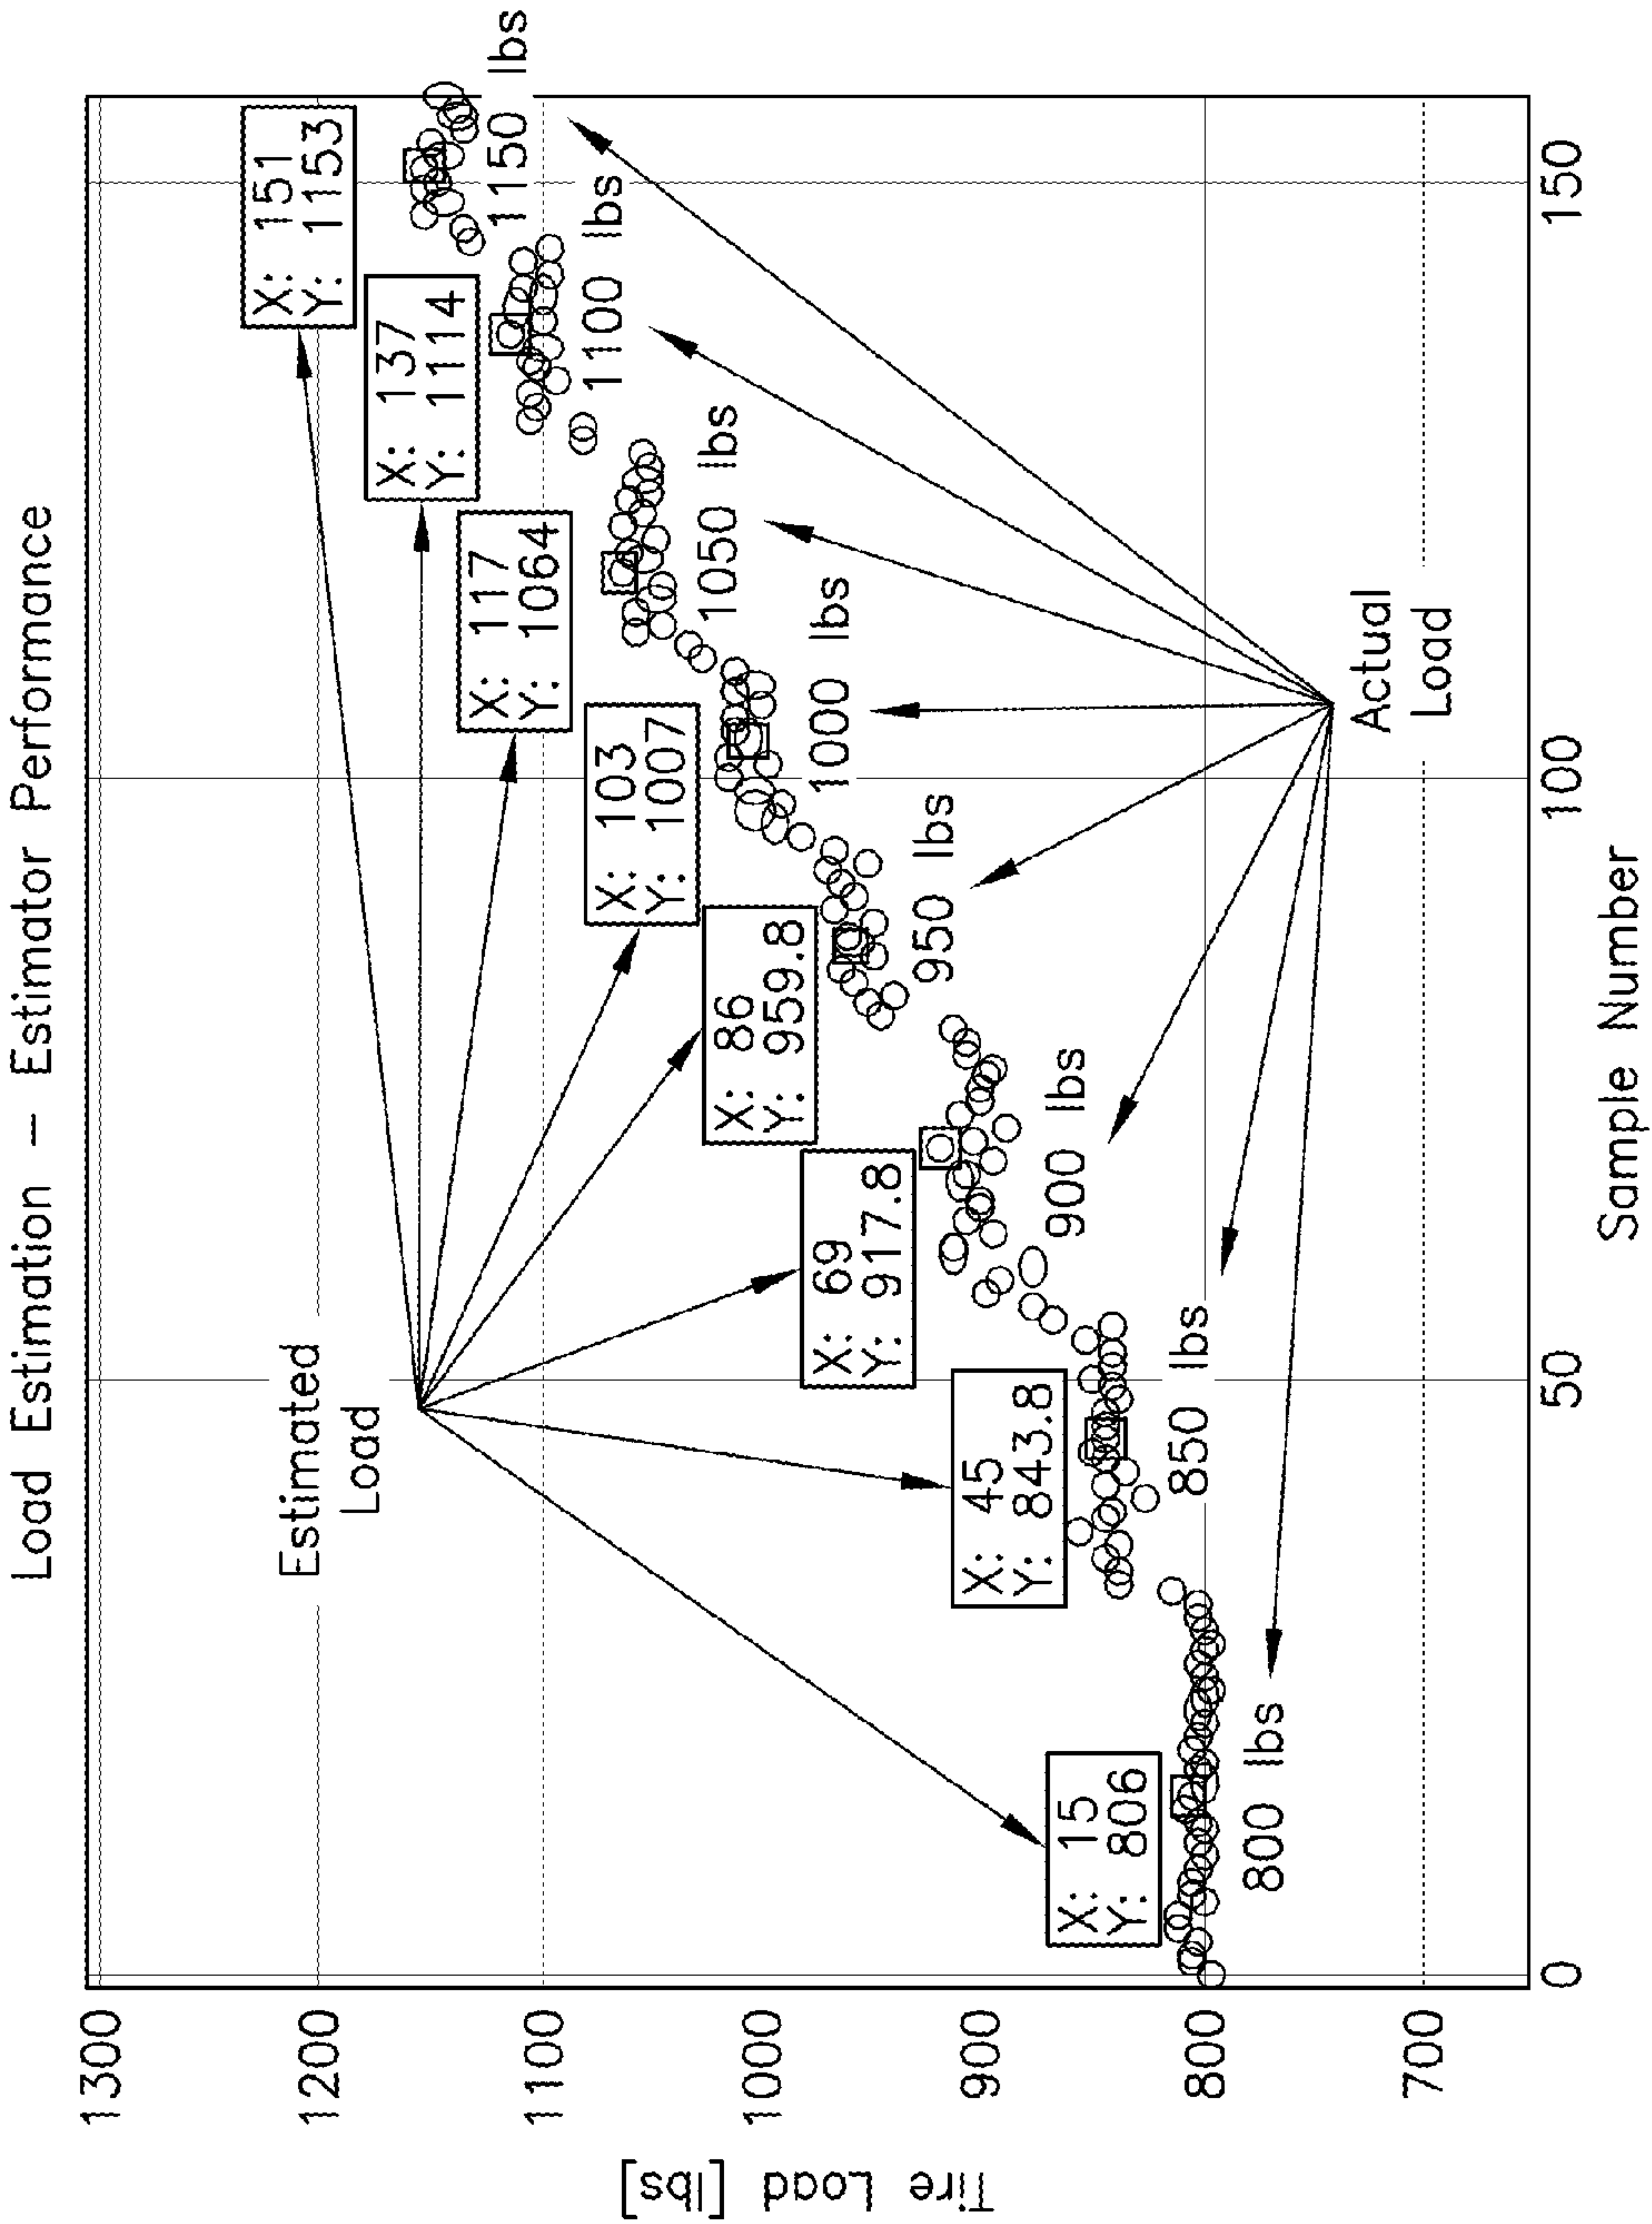 Load Estimation – Estimator Performance
Tire Load [lbs]
1300
1200
1100
1000
900
800
700
Estimated
Load
X: 15
Y: 806
X: 45
Y: 843.8
X: 69
Y: 917.8
X: 86
Y: 959.8
X: 103
Y: 1007
X: 117
Y: 1064
X: 137
Y: 1114
X: 151
Y: 1153
800 lbs
850 lbs
900 lbs
950 lbs
1000 lbs
1050 lbs
1100 lbs
1150 lbs
Actual
Load
0
50
100
150
Sample Number